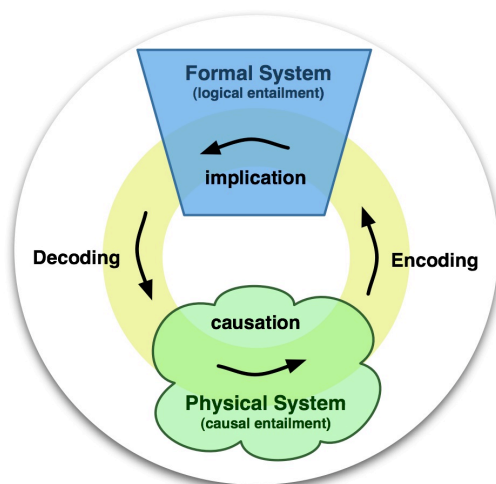 Formal System
(logical entailment)
implication
Decoding
Encoding
causation
Physical System
(causal entailment)